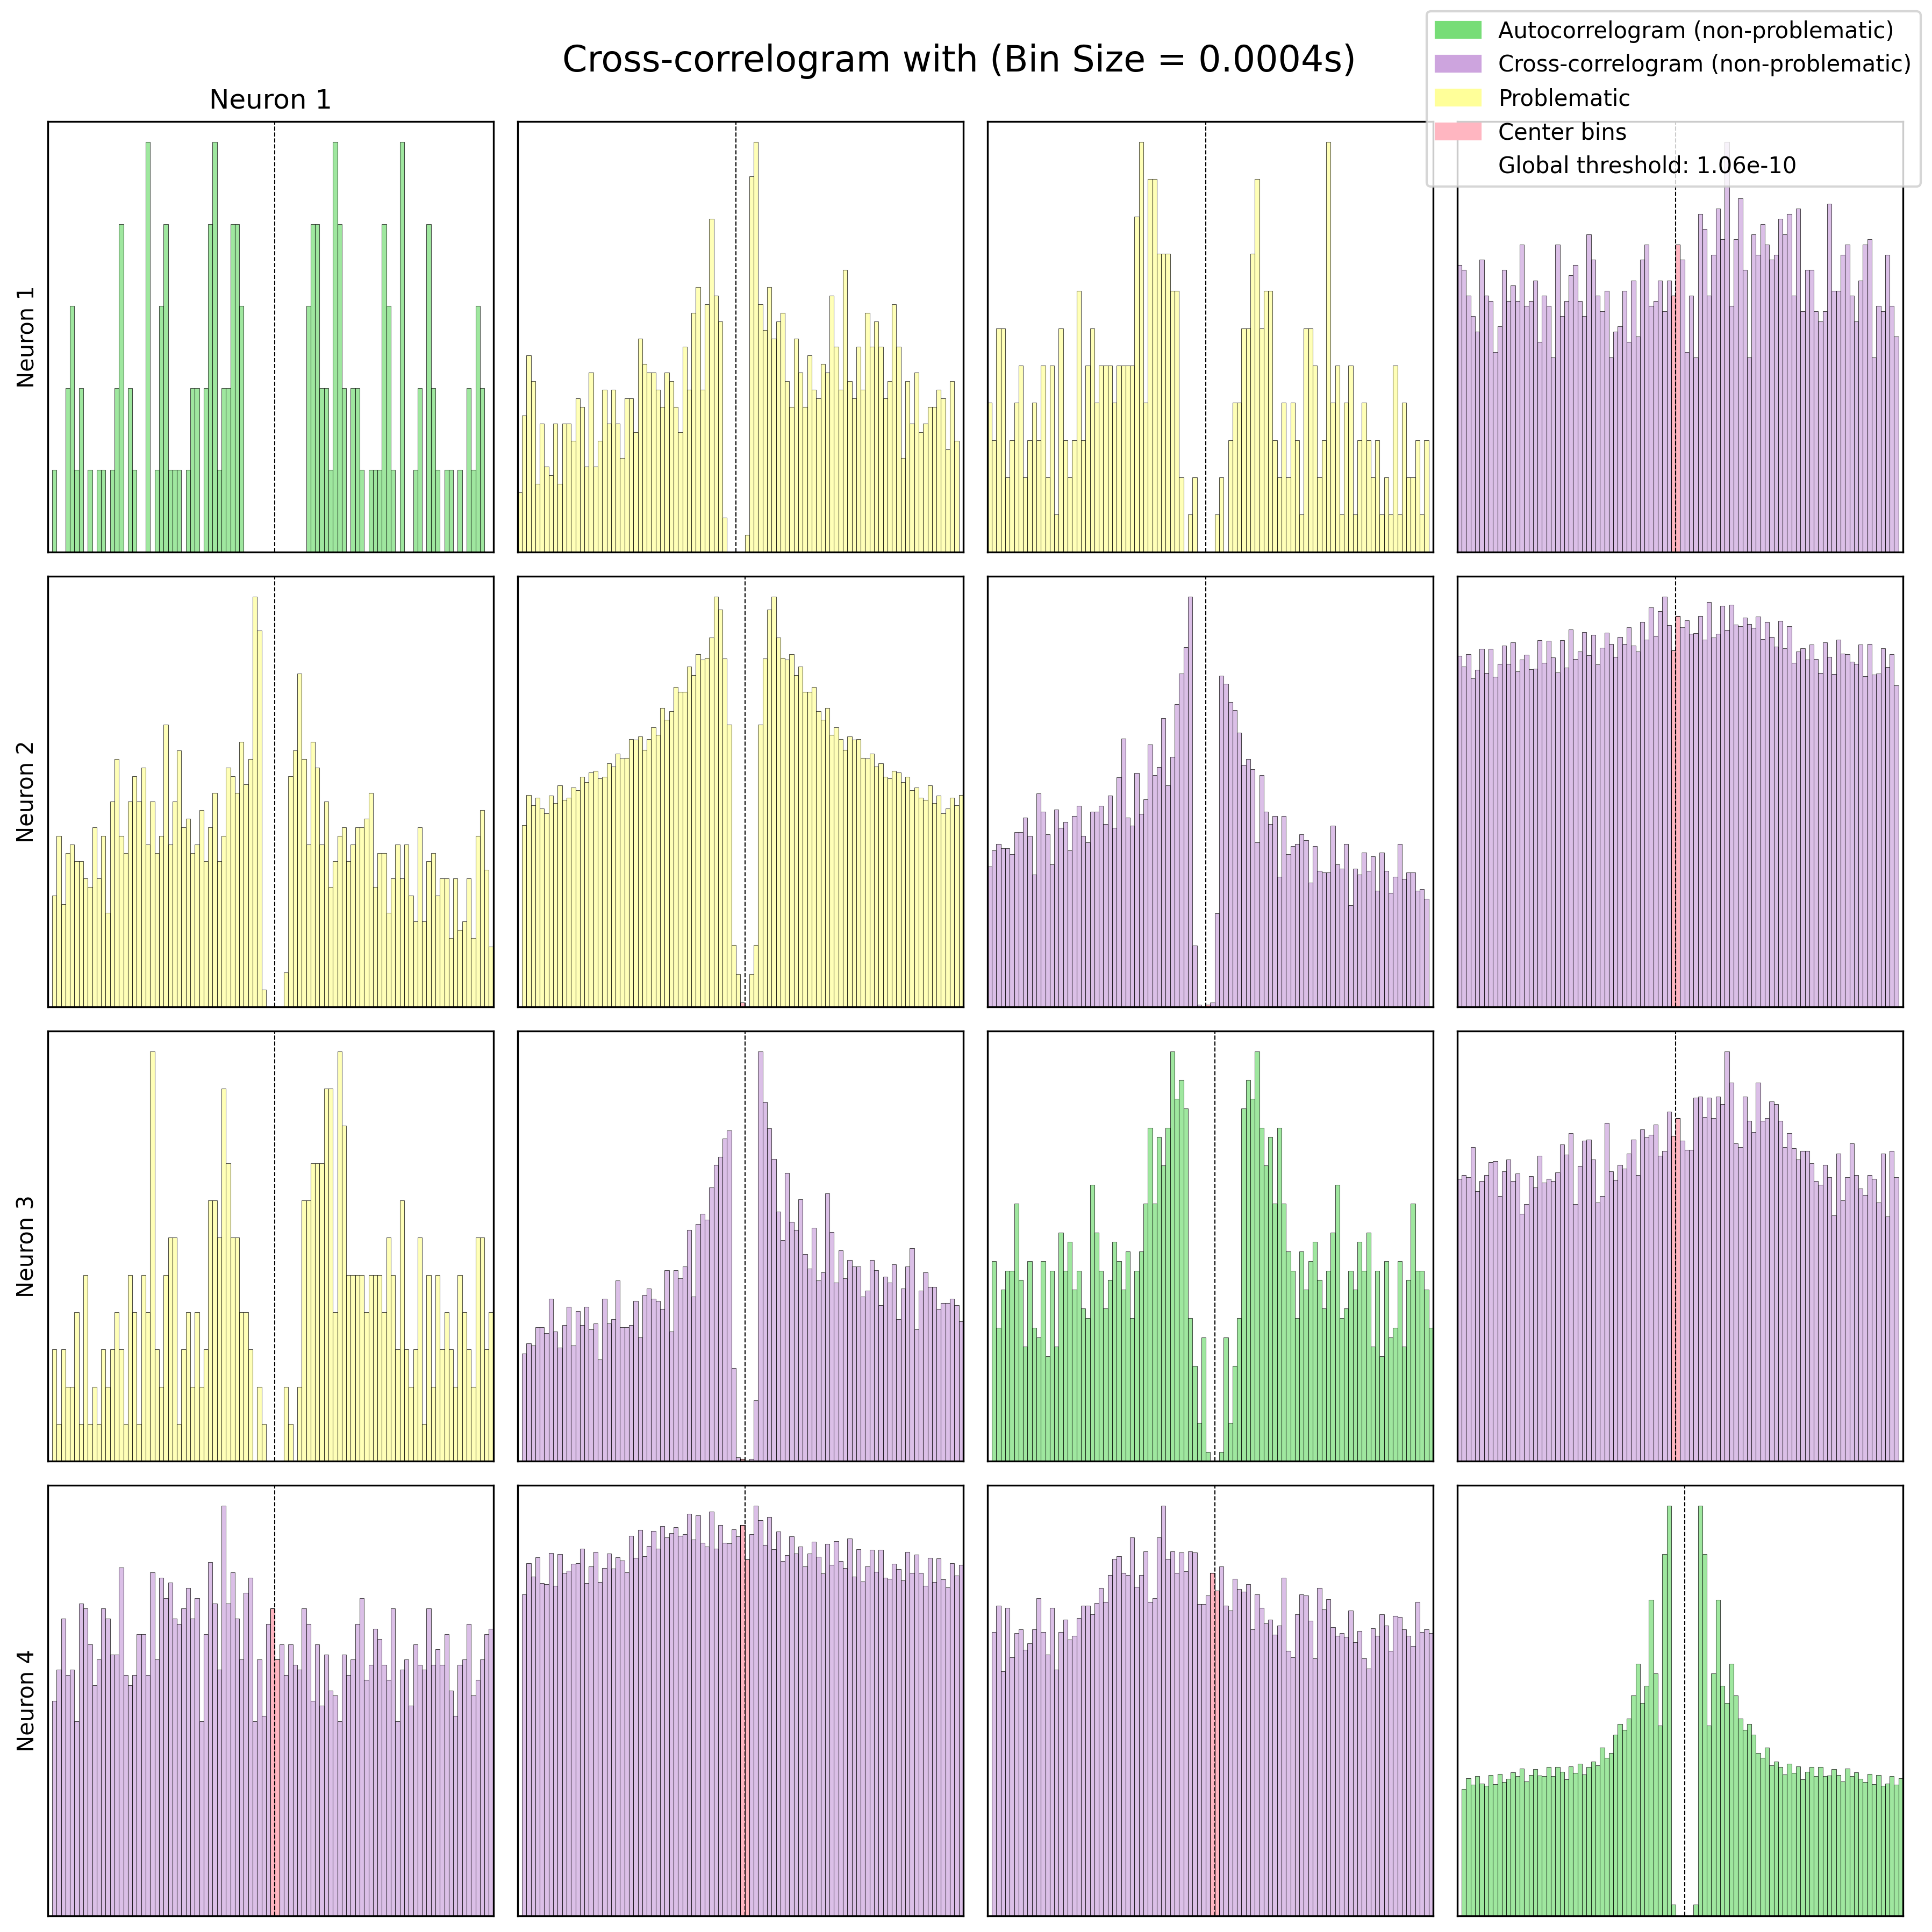 Cross-correlogram with (Bin Size = 0.0004s)
Autocorrelogram (non-problematic)
Cross-correlogram (non-problematic)
Problematic
Center bins
Global threshold: 1.06e-10
Neuron 1
Neuron 1
Neuron 2
Neuron 3
Neuron 4